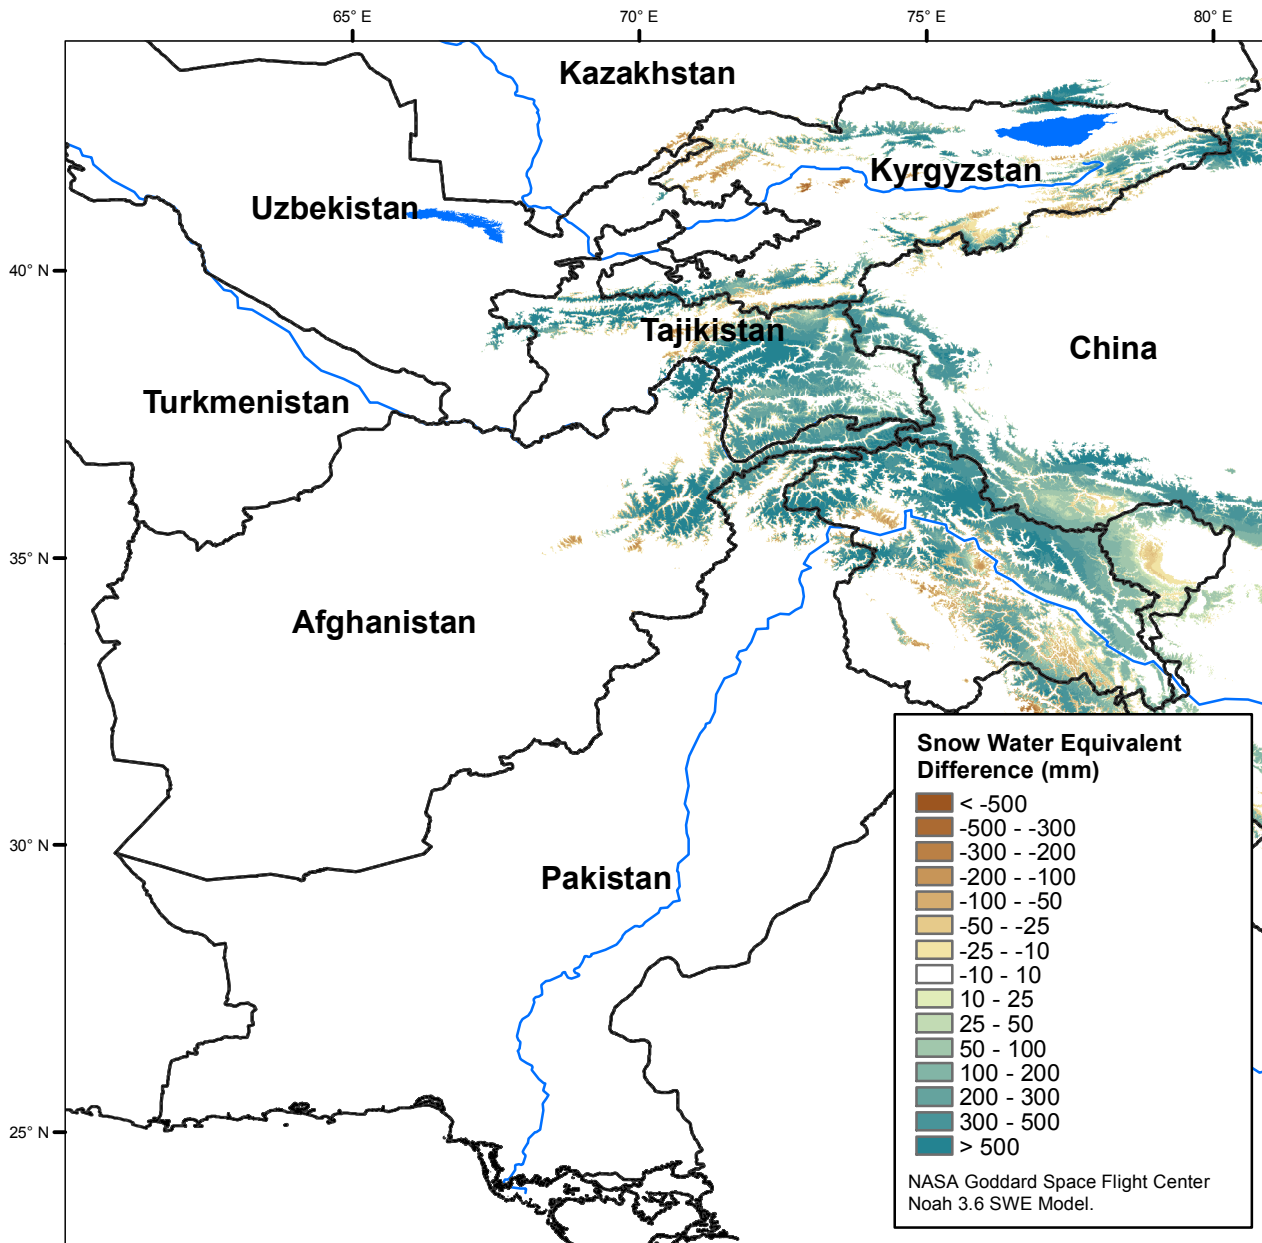 65° E 70° E 75° E 80° E
Kazakhstan
Kyrgyzstan
Uzbekistan
40° N
Tajikistan
China
Turkmenistan
35° N
Afghanistan
Snow Water Equivalent
Difference (mm)
< -500
-500 - -300
-300 - -200
-200 - -100
-100 - -50
-50 - -25
-25 - -10
-10 - 10
10 - 25
25 - 50
50 - 100
100 - 200
200 - 300
300 - 500
> 500
NASA Goddard Space Flight Center
Noah 3.6 SWE Model.
30° N
Pakistan
25° N